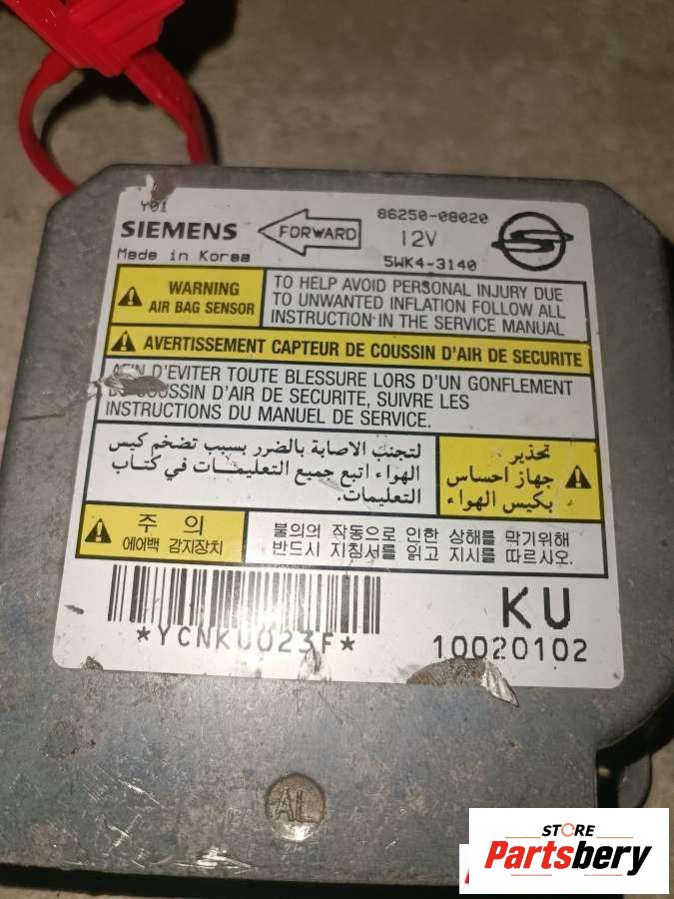 Y01
SIEMENS
FORWARD
86250-08020
12V
Made in Korea
5WK4-3140
WARNING
AIR BAG SENSOR
TO HELP AVOID PERSONAL INJURY DUE
TO UNWANTED INFLATION FOLLOW ALL
INSTRUCTION IN THE SERVICE MANUAL
AVERTISSEMENT CAPTEUR DE COUSSIN D'AIR DE SECURITE
AFIN D'EVITER TOUTE BLESSURE LORS D'UN GONFLEMENT
DU COUSSIN D'AIR DE SECURITE, SUIVRE LES
INSTRUCTIONS DU MANUEL DE SERVICE.
تحذير
جهاز احساس
بكيس الهواء
لتجنب الاصابة بالضرر بسبب تضخم كيس
الهواء اتبع جميع التعليمات في كتاب
التعليمات.
주 의
에어백 감지장치
불의의 작동으로 인한 상해를 막기위해
반드시 지침서를 읽고 지시를 따르시오.
*YCNKU023F*
KU
10020102
AL
STORE
Partsbery